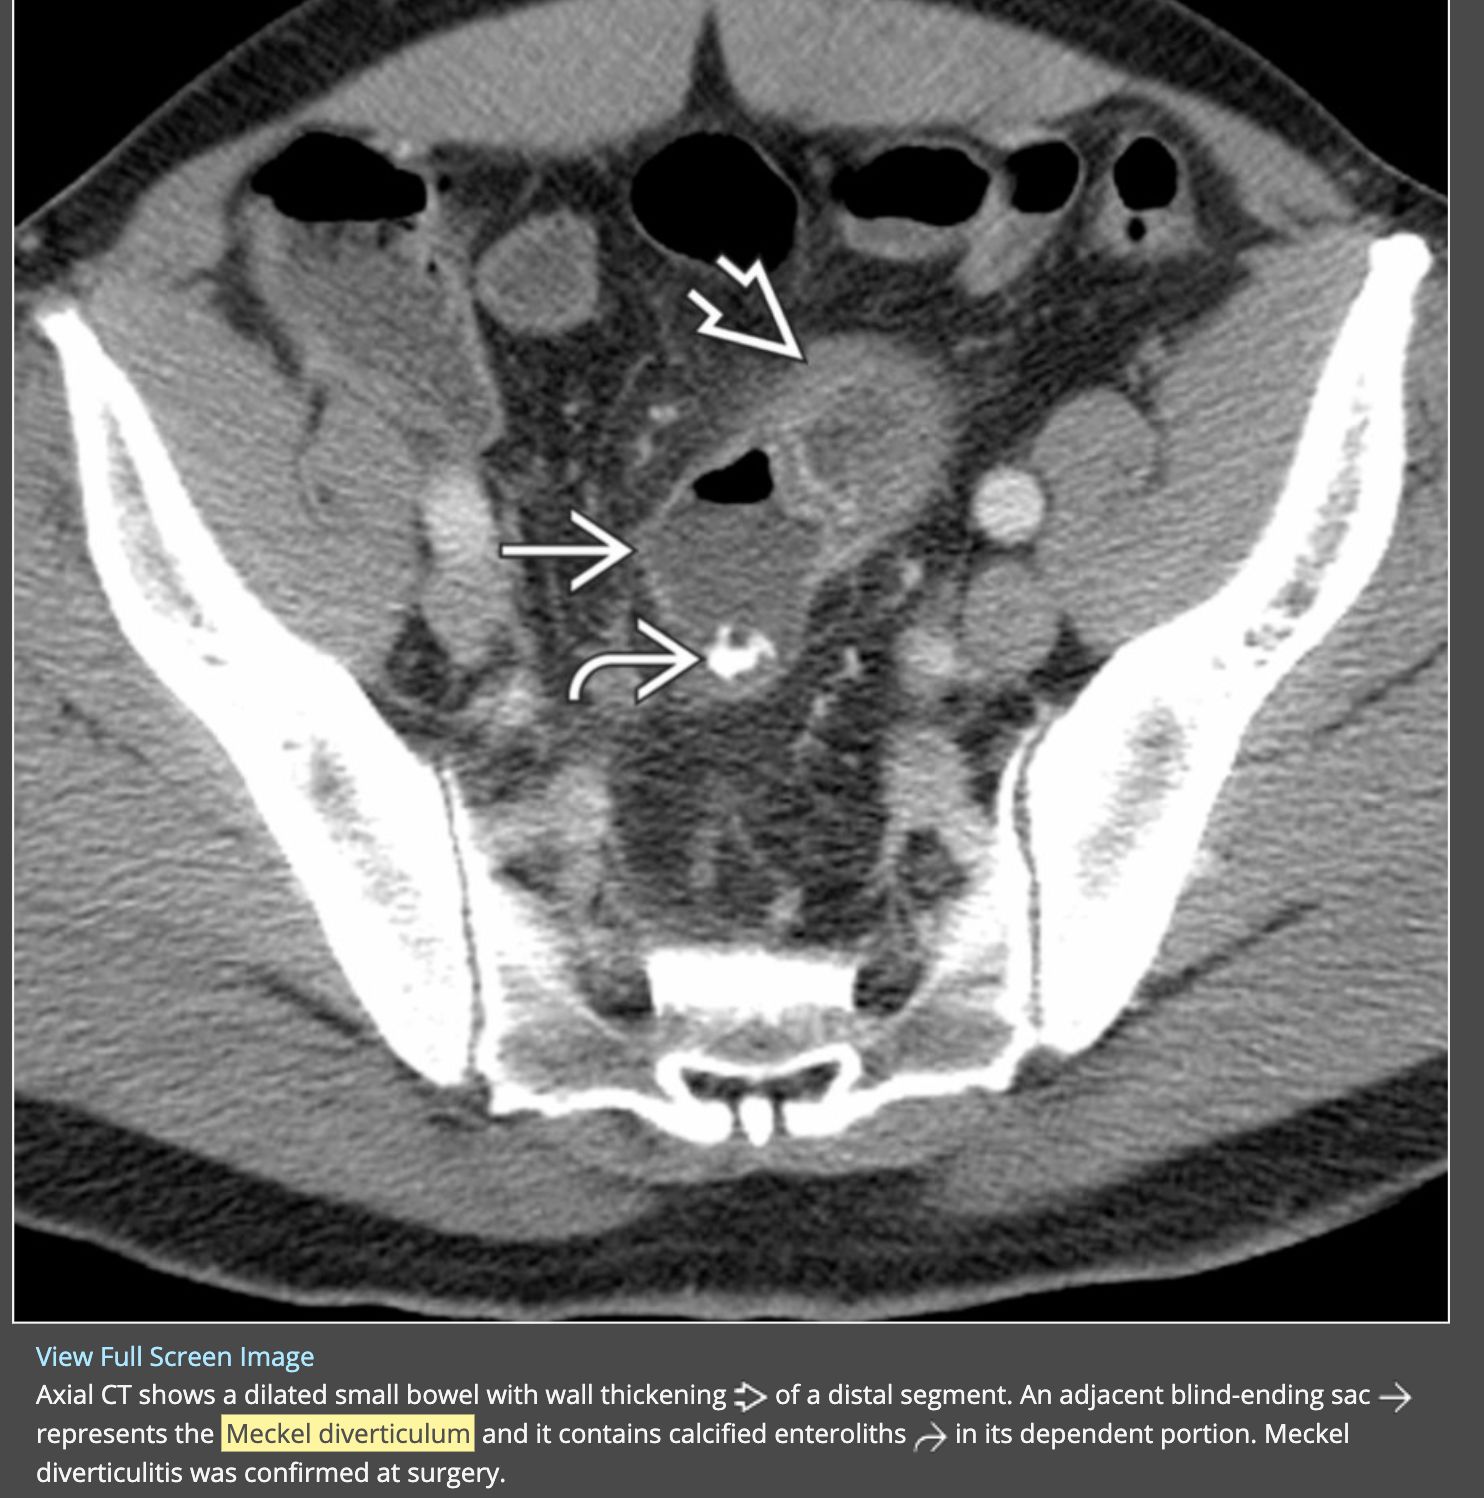 View Full Screen Image
Axial CT shows a dilated small bowel with wall thickening of a distal segment. An adjacent blind-ending sac
represents the Meckel diverticulum and it contains calcified enteroliths in its dependent portion. Meckel
diverticulitis was confirmed at surgery.